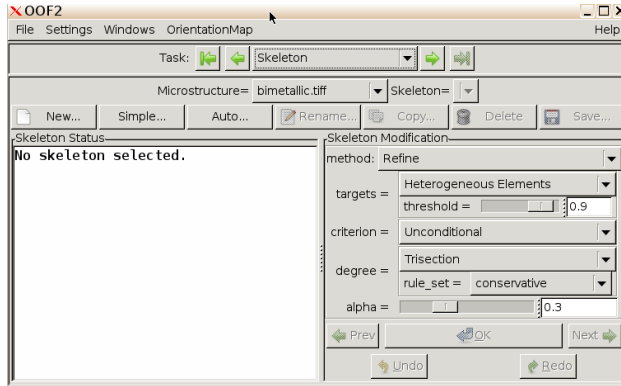 OOF2
File Settings Windows OrientationMap Help
Task: Skeleton
Microstructure= bimetallic.tiff Skeleton=
New... Simple... Auto... Rename... Copy... Delete Save...
Skeleton Status Skeleton Modification
No skeleton selected.
method: Refine
targets = Heterogeneous Elements
threshold = 0.9
criterion = Unconditional
degree = Trisection
rule_set = conservative
alpha = 0.3
Prev OK Next
Undo Redo